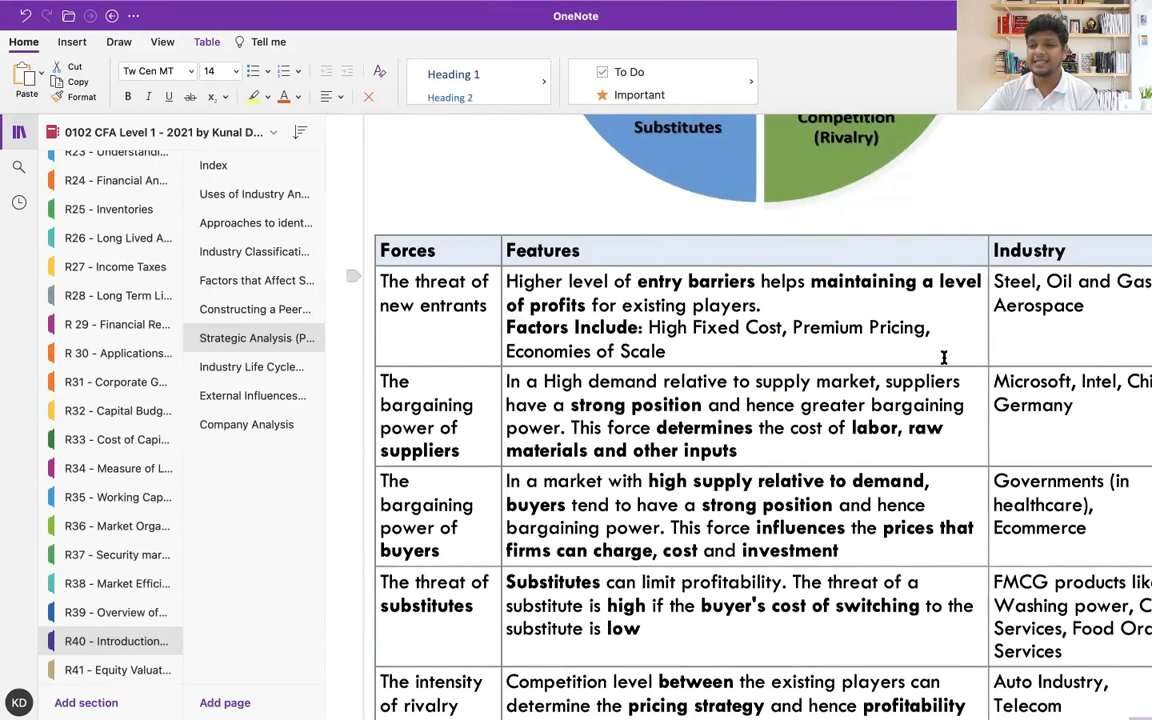 OneNote
Home Insert Draw View Table Tell me
Paste
Cut
Copy
Format
Tw Cen MT 14
B I U ab x₂ A
Heading 1
Heading 2
To Do
Important
0102 CFA Level 1 - 2021 by Kunal D...
R23 - Understandi...
R24 - Financial An...
R25 - Inventories
R26 - Long Lived A...
R27 - Income Taxes
R28 - Long Term Li...
R 29 - Financial Re...
R 30 - Applications...
R31 - Corporate G...
R32 - Capital Budg...
R33 - Cost of Capi...
R34 - Measure of L...
R35 - Working Cap...
R36 - Market Orga...
R37 - Security mar...
R38 - Market Effici...
R39 - Overview of...
R40 - Introduction...
R41 - Equity Valuat...
KD
Add section
Index
Uses of Industry An...
Approaches to ident...
Industry Classificati...
Factors that Affect S...
Constructing a Peer...
Strategic Analysis (P...
Industry Life Cycle...
External Influences...
Company Analysis
Add page
Substitutes
Competition
(Rivalry)
Forces Features Industry
The threat of
new entrants
Higher level of entry barriers helps maintaining a level
of profits for existing players.
Factors Include: High Fixed Cost, Premium Pricing,
Economies of Scale
Steel, Oil and Gas
Aerospace
The
bargaining
power of
suppliers
In a High demand relative to supply market, suppliers
have a strong position and hence greater bargaining
power. This force determines the cost of labor, raw
materials and other inputs
Microsoft, Intel, Chi
Germany
The
bargaining
power of
buyers
In a market with high supply relative to demand,
buyers tend to have a strong position and hence
bargaining power. This force influences the prices that
firms can charge, cost and investment
Governments (in
healthcare),
Ecommerce
The threat of
substitutes
Substitutes can limit profitability. The threat of a
substitute is high if the buyer's cost of switching to the
substitute is low
FMCG products lik
Washing power, C
Services, Food Ord
Services
The intensity
of rivalry
Competition level between the existing players can
determine the pricing strategy and hence profitability
Auto Industry,
Telecom